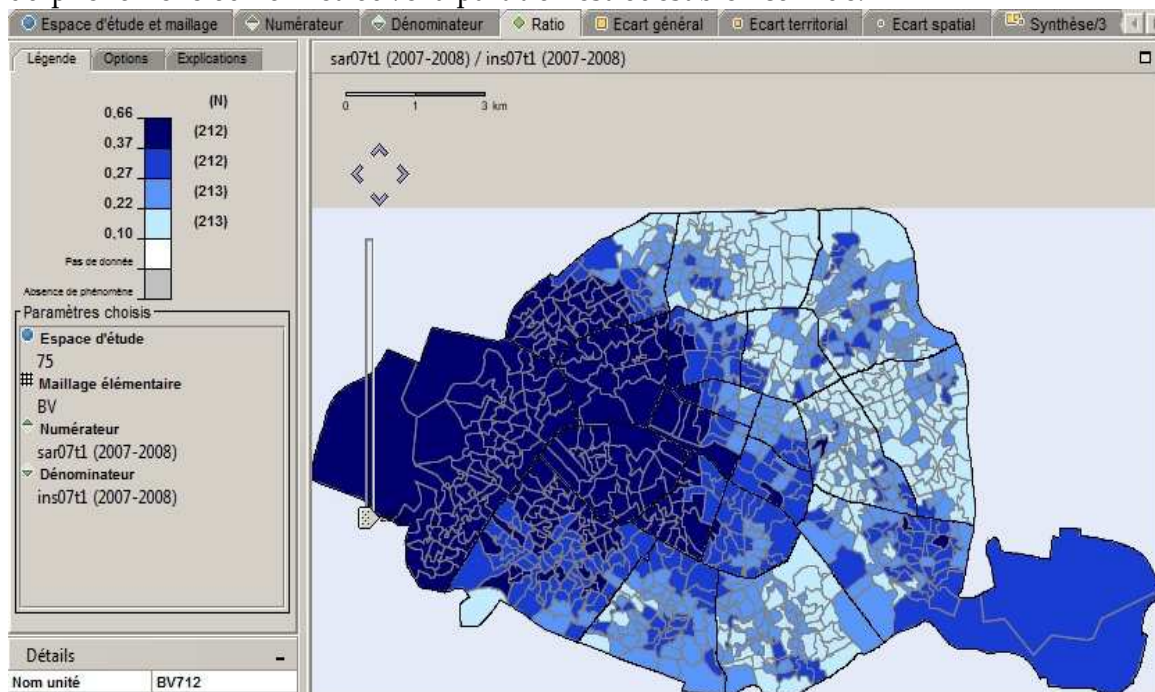 Espace d'étude et maillage Numérateur Dénominateur Ratio Ecart général Ecart territorial Ecart spatial Synthèse/3
Légende Options Explications
sar07t1 (2007-2008) / ins07t1 (2007-2008)
0 1 3 km
(N)
0,66
(212)
0,37
(212)
0,27
(213)
0,22
(213)
0,10
Pas de donnée
Absence de phénomène
Paramètres choisis
Espace d'étude
75
Maillage élémentaire
BV
Numérateur
sar07t1 (2007-2008)
Dénominateur
ins07t1 (2007-2008)
Détails -
Nom unité BV712